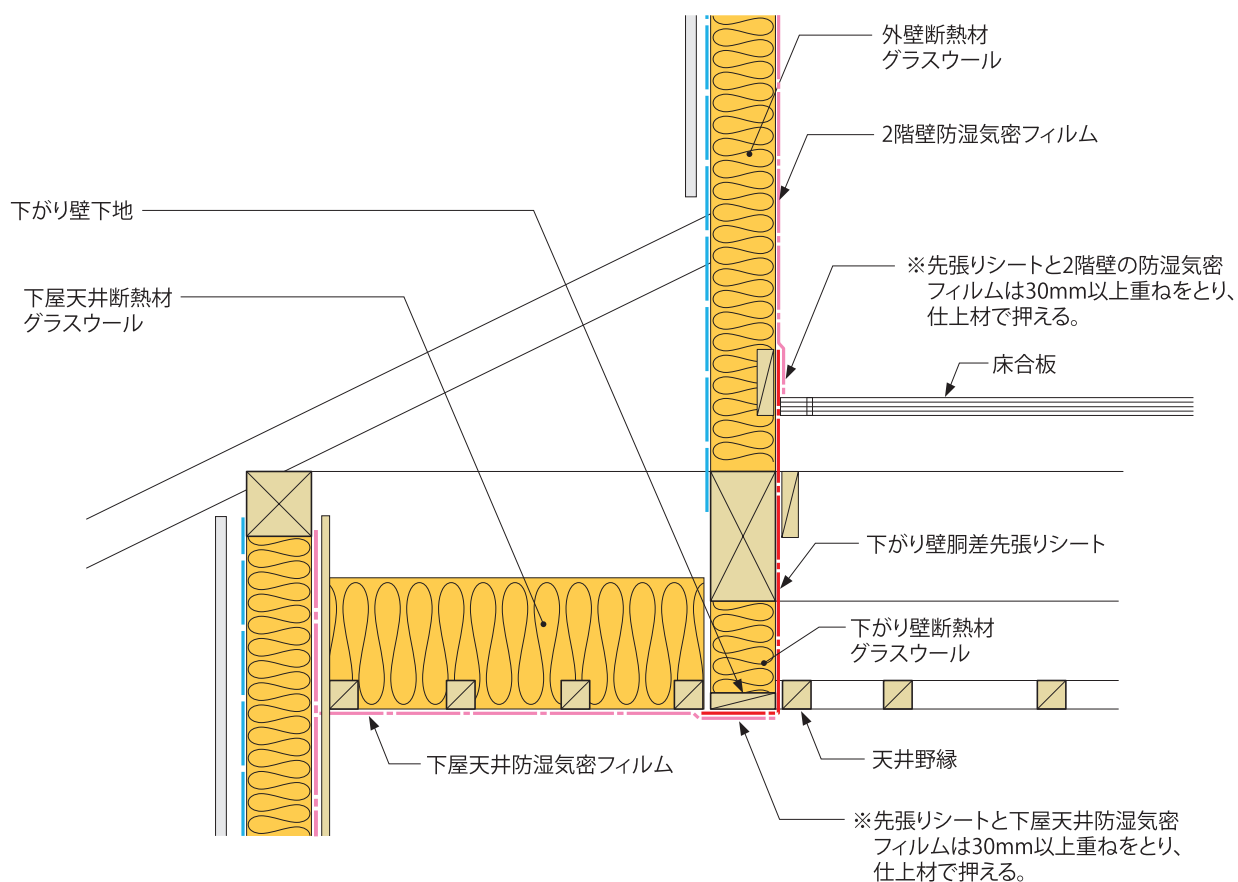 外壁断熱材
グラスウール
2階壁防湿気密フィルム
下がり壁下地
※先張りシートと2階壁の防湿気密
フィルムは30mm以上重ねをとり、
仕上材で押える。
下屋天井断熱材
グラスウール
床合板
下がり壁胴差先張りシート
下がり壁断熱材
グラスウール
天井野縁
下屋天井防湿気密フィルム
※先張りシートと下屋天井防湿気密
フィルムは30mm以上重ねをとり、
仕上材で押える。